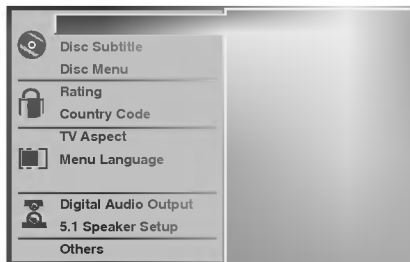 Disc Subtitle
Disc Menu
Rating
Country Code
TV Aspect
Menu Language
Digital Audio Output
5.1 Speaker Setup
Others